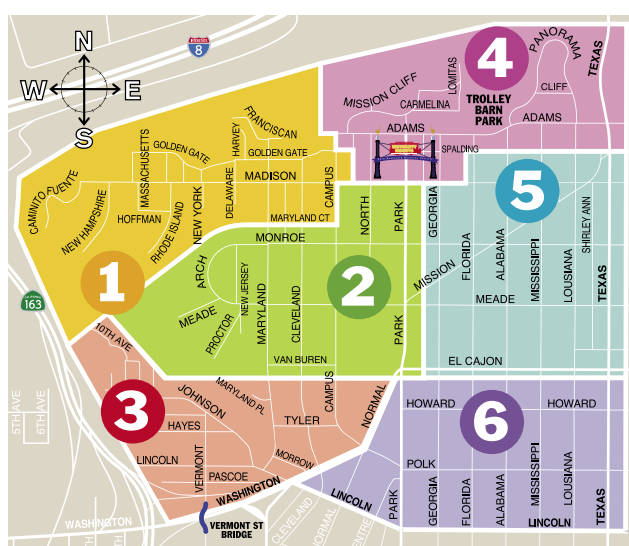 N
W
E
S
INTERSTATE
8
4
PANORAMA
TEXAS
MISSION CLIFF
LOMITAS
CLIFF
CARMELINA
TROLLEY
BARN
PARK
ADAMS
ADAMS
SPALDING
FRANCISCAN
HARVEY
MASSACHUSETTS
GOLDEN GATE
GOLDEN GATE
MADISON
CAMPUS
CAMINITO FUENTE
NEW HAMPSHIRE
HOFFMAN
RHODE ISLAND
NEW YORK
DELAWARE
MARYLAND CT
1
163
5
NORTH
PARK
GEORGIA
FLORIDA
ALABAMA
MISSISSIPPI
LOUSIANA
SHIRLEY ANN
TEXAS
MONROE
ARCH
2
MISSION
MEADE
MEADE
PROCTOR
NEW JERSEY
MARYLAND
CLEVELAND
PARK
VAN BUREN
EL CAJON
10TH AVE
3
JOHNSON
MARYLAND PL
CAMPUS
NORMAL
HAYES
TYLER
LINCOLN
VERMONT
MORROW
PASCOE
WASHINGTON
5TH AVE
6TH AVE
HOWARD
HOWARD
6
POLK
LINCOLN
PARK
GEORGIA
FLORIDA
ALABAMA
MISSISSIPPI
LOUSIANA
TEXAS
LINCOLN
WASHINGTON
VERMONT ST
BRIDGE
CLEVELAND
NORMAL
CENTRE